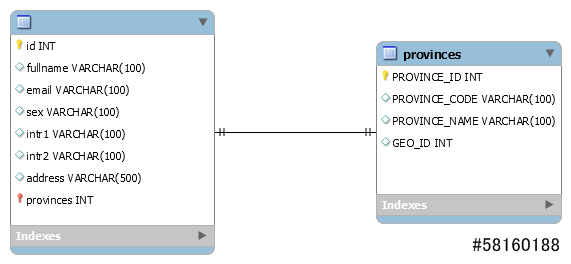 id INT
fullname VARCHAR(100)
email VARCHAR(100)
sex VARCHAR(100)
intr1 VARCHAR(100)
intr2 VARCHAR(100)
address VARCHAR(500)
provinces INT
Indexes
provinces
PROVINCE_ID INT
PROVINCE_CODE VARCHAR(100)
PROVINCE_NAME VARCHAR(100)
GEO_ID INT
Indexes
#58160188